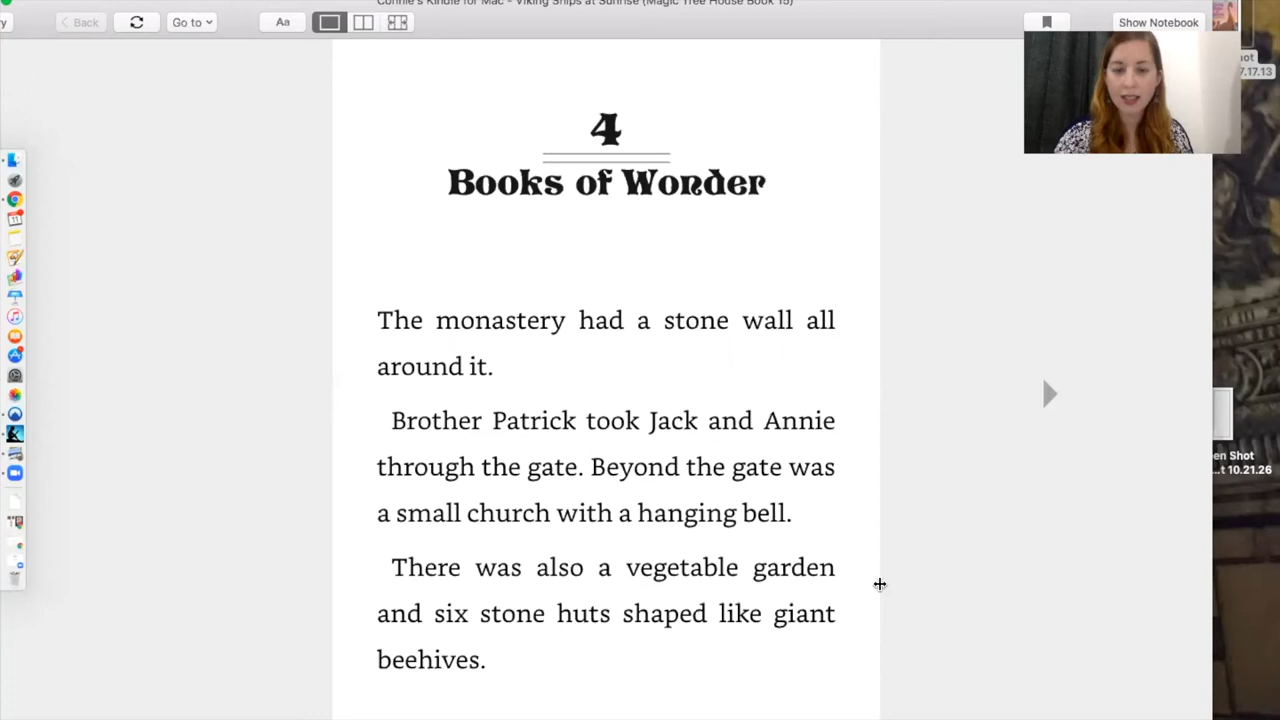 Connie's Kindle for Mac - Viking Ships at Sunrise (Magic Tree House Book 15)
Back
Go to
Aa
Show Notebook
4
Books of Wonder
The monastery had a stone wall all
around it.
Brother Patrick took Jack and Annie
through the gate. Beyond the gate was
a small church with a hanging bell.
There was also a vegetable garden
and six stone huts shaped like giant
beehives.
7.17.13
10.21.26